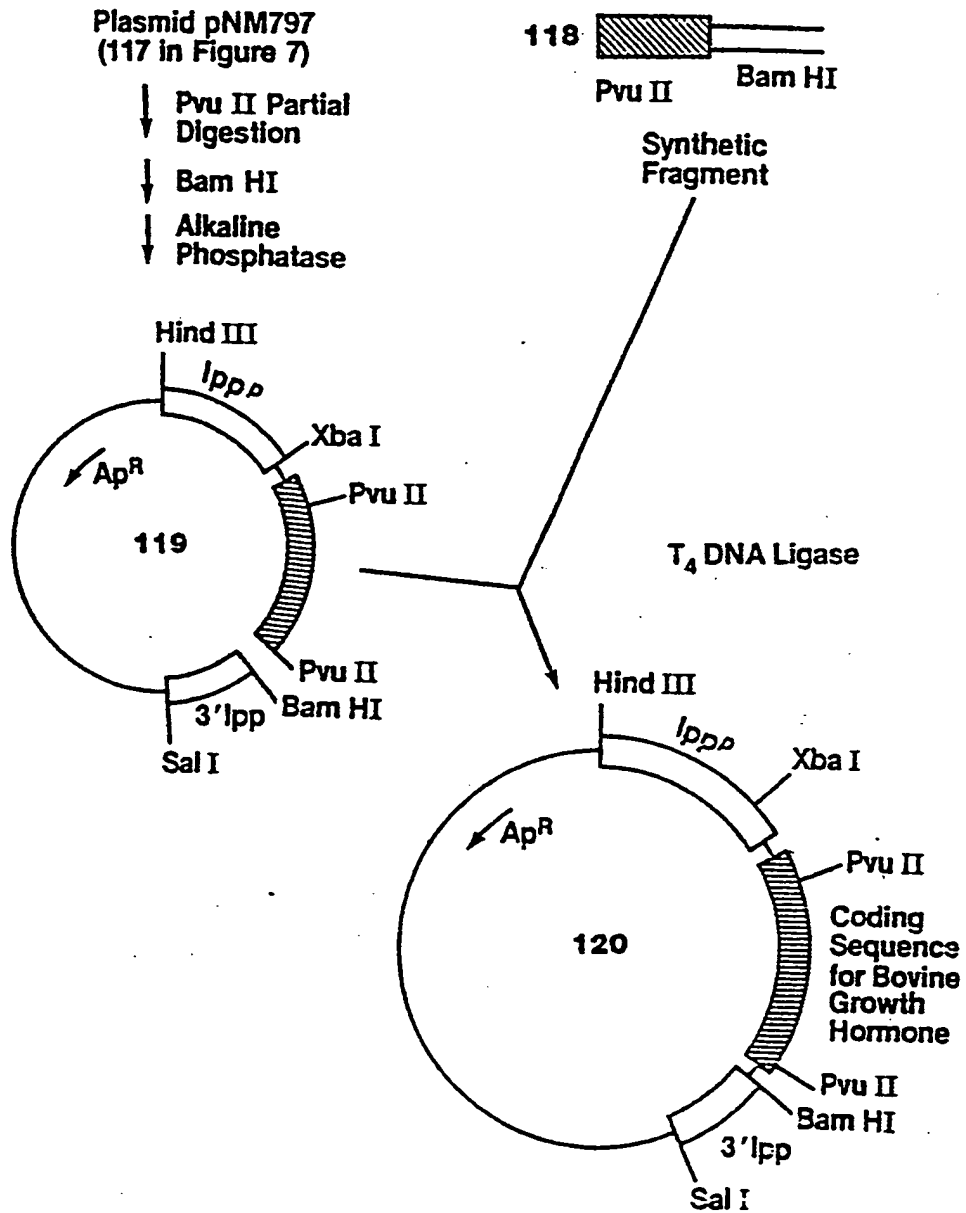 Plasmid pNM797
(117 in Figure 7)
Pvu II Partial
Digestion
Bam HI
Alkaline
Phosphatase
118
Pvu II
Bam HI
Synthetic
Fragment
Hind III
lpp p
Xba I
Ap^R
Pvu II
119
Pvu II
Bam HI
3'lpp
Sal I
T₄ DNA Ligase
Hind III
lpp p
Xba I
Ap^R
Pvu II
120
Coding
Sequence
for Bovine
Growth
Hormone
Pvu II
Bam HI
3'lpp
Sal I